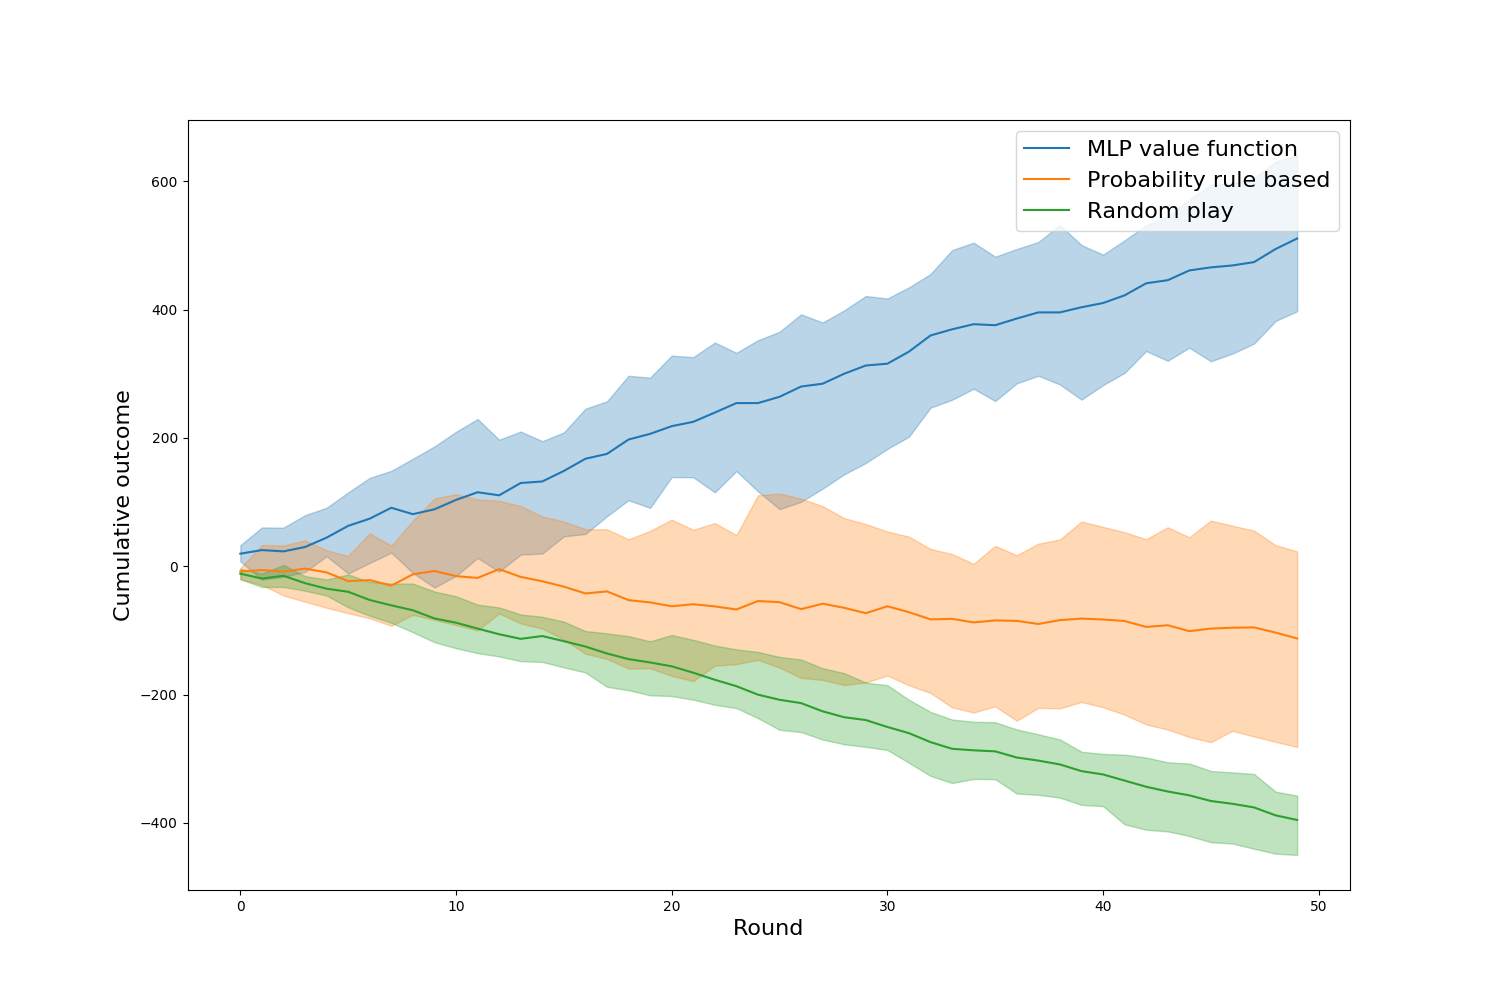 MLP value function
Probability rule based
Random play
600
400
200
0
−200
−400
Cumulative outcome
0 10 20 30 40 50
Round